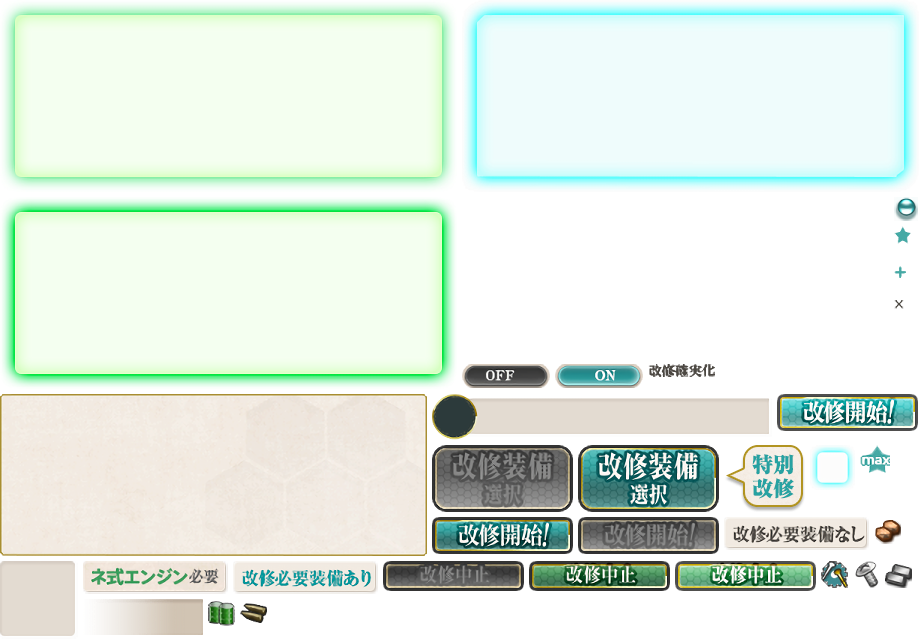 OFF
ON
改修確実化
改修開始!
改修装備
選択
改修装備
選択
特別
改修
max
改修開始!
改修開始!
改修必要装備なし
ネ式エンジン必要
改修必要装備あり
改修中止
改修中止
改修中止